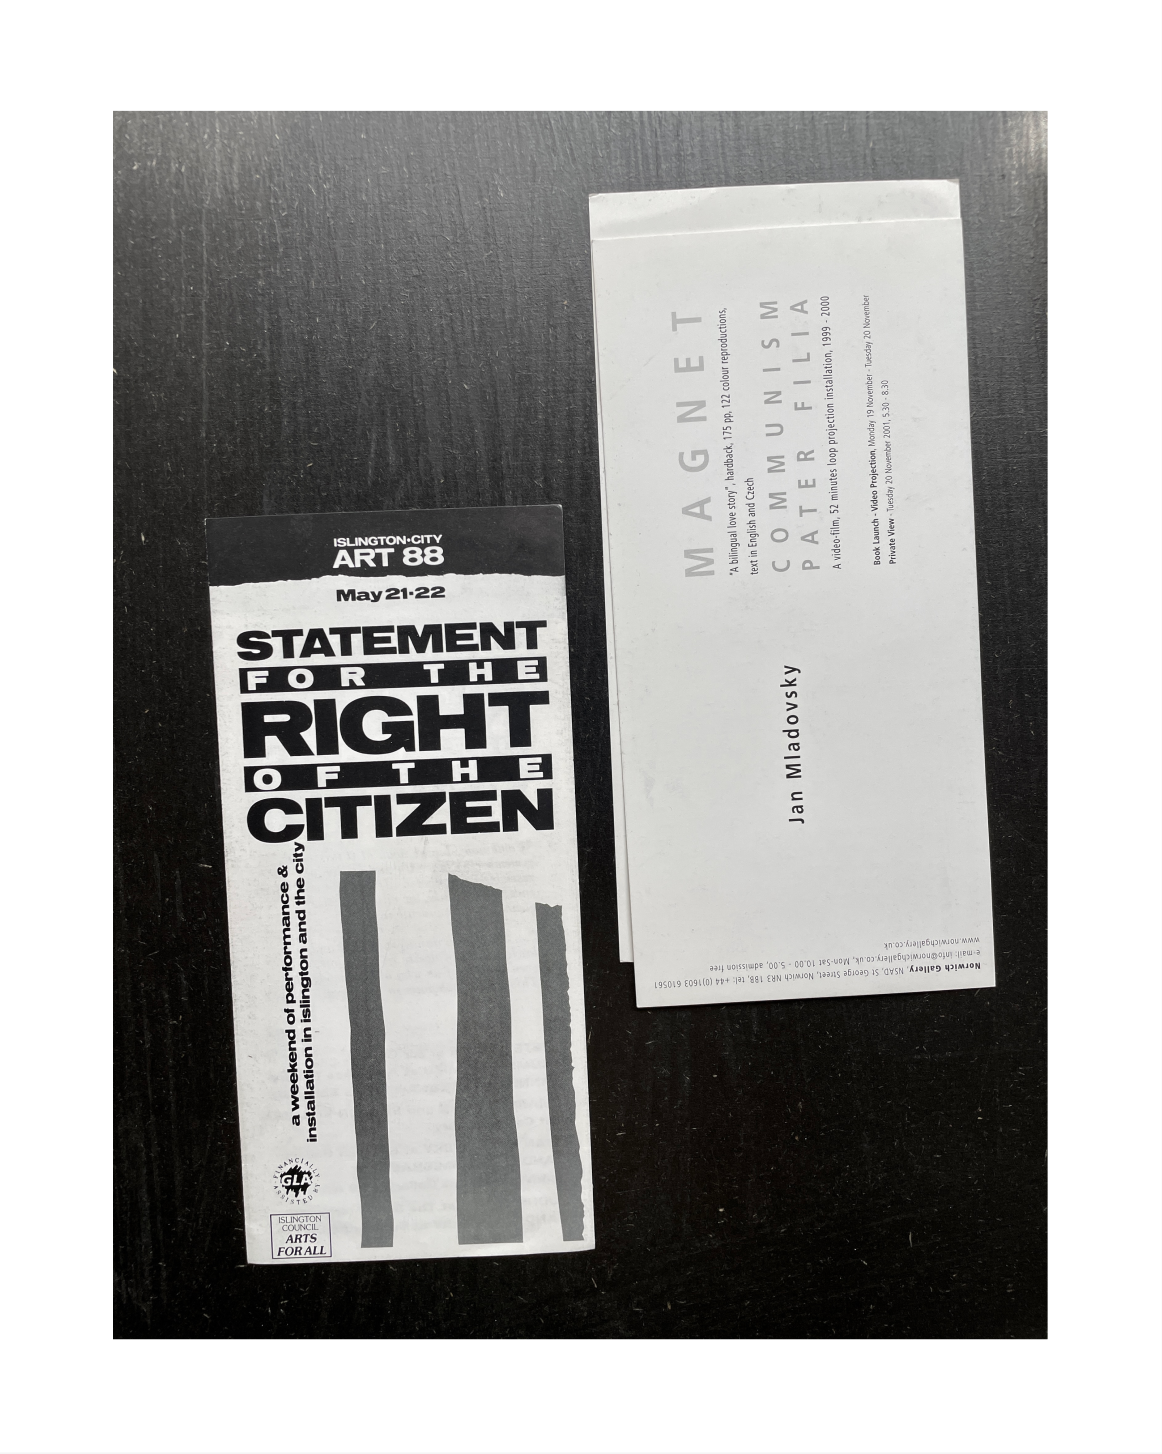 ISLINGTON•CITY
ART 88
May 21•22
STATEMENT
FOR THE
RIGHT
OF THE
CITIZEN
a weekend of performance &
installation in islington and the city
FINANCIALLY ASSISTED BY
GLA
ISLINGTON
COUNCIL
ARTS
FOR ALL
MAGNET
"A bilingual love story", hardback, 175 pp, 122 colour reproductions,
text in English and Czech
COMMUNISM
PATER FILIA
A video-film, 52 minutes loop projection installation, 1999 - 2000
Book Launch - Video Projection, Monday 19 November - Tuesday 20 November
Private View - Tuesday 20 November 2001, 5.30 - 8.30
Jan Mladovsky
Norwich Gallery, NSAD, St George Street, Norwich NR3 1BB, tel: +44 (0)1603 610561
e-mail: info@norwichgallery.co.uk, Mon-Sat 10.00 - 5.00, admission free
www.norwichgallery.co.uk